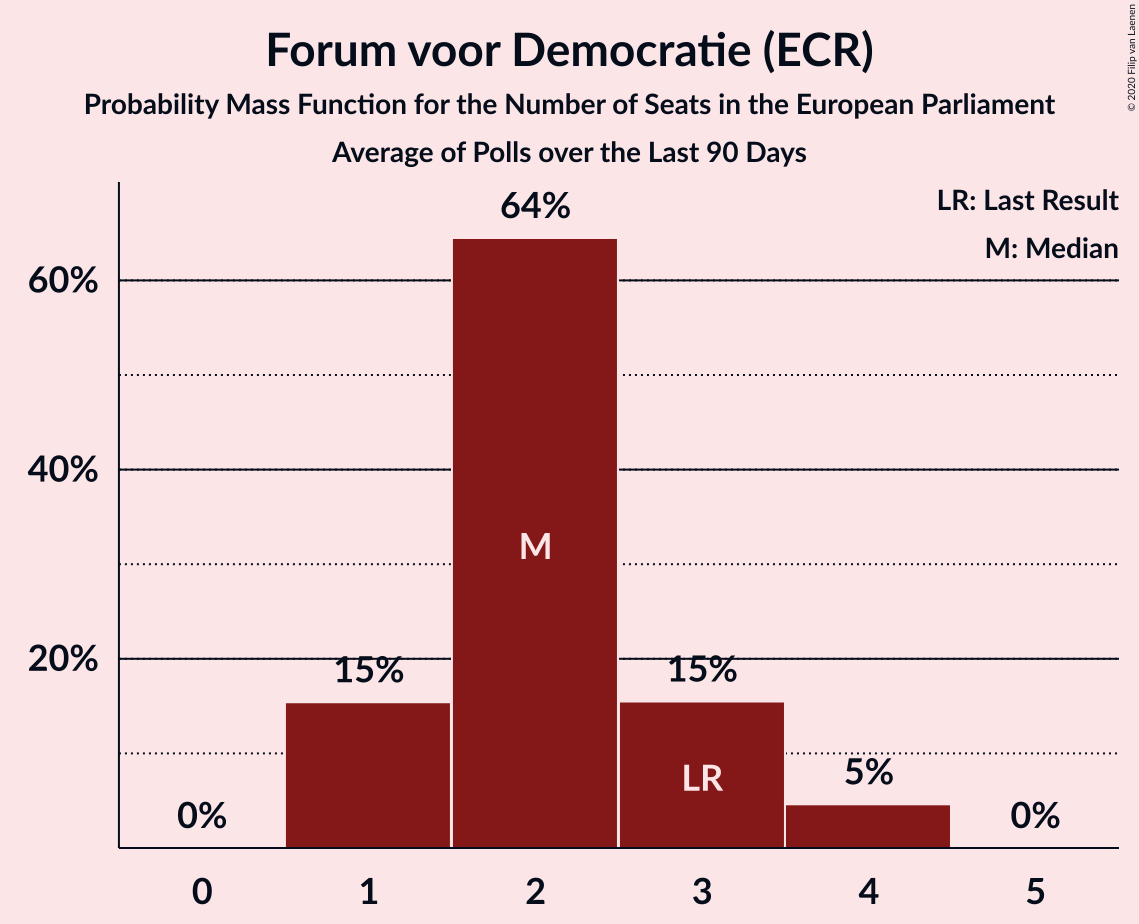 Forum voor Democratie (ECR)
Probability Mass Function for the Number of Seats in the European Parliament
Average of Polls over the Last 90 Days
© 2020 Filip van Laenen
LR: Last Result
M: Median
64%
60%
40%
M
20%
15%
15%
LR
5%
0%
0%
0 1 2 3 4 5